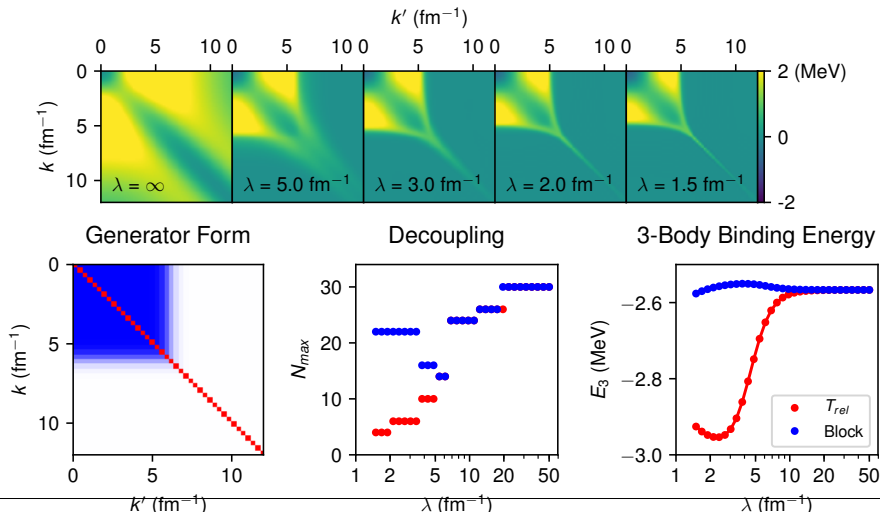 k′ (fm⁻¹)
0 5 10 0 5 10 0 5 10 0 5 10 0 5 10
k (fm⁻¹)
0
5
10
λ = ∞
λ = 5.0 fm⁻¹
λ = 3.0 fm⁻¹
λ = 2.0 fm⁻¹
λ = 1.5 fm⁻¹
2 (MeV)
0
-2
Generator Form
k (fm⁻¹)
0
5
10
0 5 10
k′ (fm⁻¹)
Decoupling
N_max
30
20
10
0
1 2 5 10 20 50
λ (fm⁻¹)
3-Body Binding Energy
E₃ (MeV)
−2.6
−2.8
−3.0
T_rel
Block
1 2 5 10 20 50
λ (fm⁻¹)